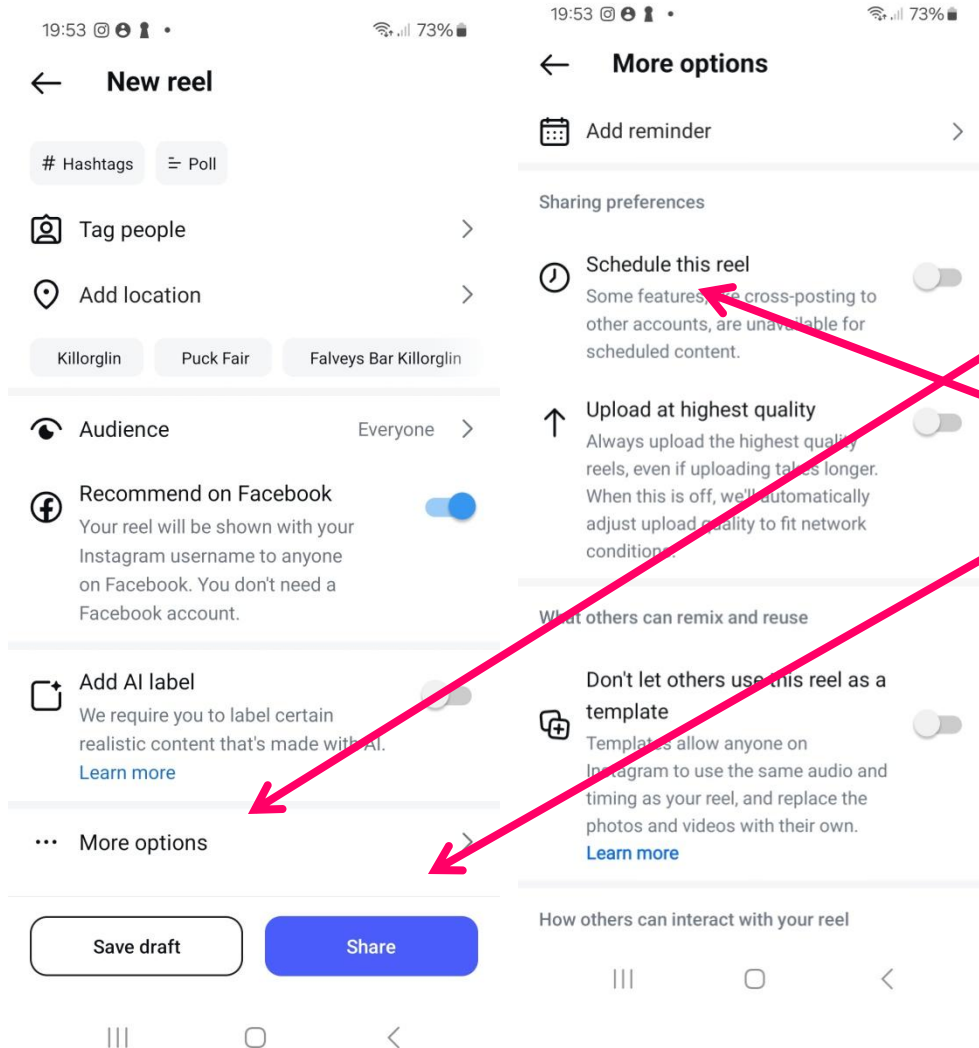 19:53
73%
New reel
# Hashtags
Poll
Tag people
Add location
Killorglin
Puck Fair
Falveys Bar Killorglin
Audience
Everyone
Recommend on Facebook
Your reel will be shown with your
Instagram username to anyone
on Facebook. You don't need a
Facebook account.
Add AI label
We require you to label certain
realistic content that's made with AI.
Learn more
More options
Save draft
Share
19:53
73%
More options
Add reminder
Sharing preferences
Schedule this reel
Some features, like cross-posting to
other accounts, are unavailable for
scheduled content.
Upload at highest quality
Always upload the highest quality
reels, even if uploading takes longer.
When this is off, we'll automatically
adjust upload quality to fit network
conditions.
What others can remix and reuse
Don't let others use this reel as a
template
Templates allow anyone on
Instagram to use the same audio and
timing as your reel, and replace the
photos and videos with their own.
Learn more
How others can interact with your reel